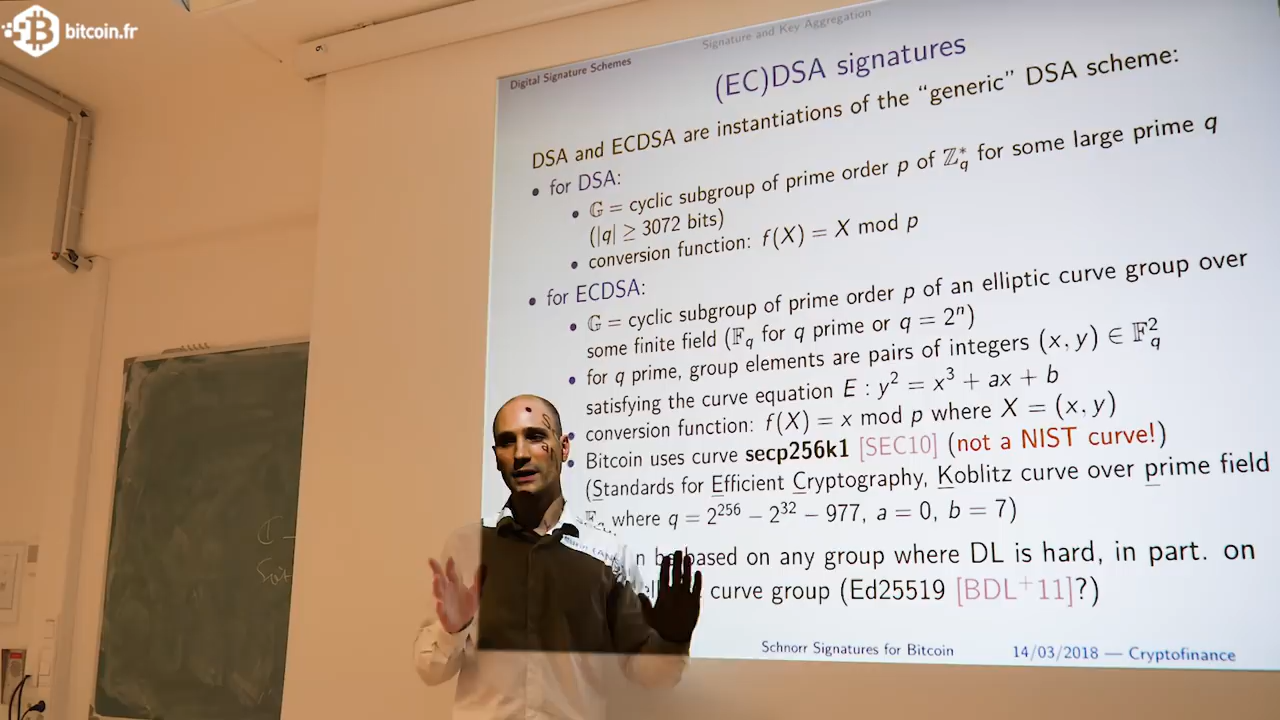 bitcoin.fr
Digital Signature Schemes
Signature and Key Aggregation
(EC)DSA signatures
DSA and ECDSA are instantiations of the “generic” DSA scheme:
• for DSA:
• 𝔾 = cyclic subgroup of prime order p of ℤ*q for some large prime q
(|q| ≥ 3072 bits)
• conversion function: f(X) = X mod p
• for ECDSA:
• 𝔾 = cyclic subgroup of prime order p of an elliptic curve group over
some finite field (𝔽q for q prime or q = 2ⁿ)
• for q prime, group elements are pairs of integers (x, y) ∈ 𝔽²q
satisfying the curve equation E : y² = x³ + ax + b
• conversion function: f(X) = x mod p where X = (x, y)
• Bitcoin uses curve secp256k1 [SEC10] (not a NIST curve!)
(Standards for Efficient Cryptography, Koblitz curve over prime field
𝔽q where q = 2²⁵⁶ − 2³² − 977, a = 0, b = 7)
based on any group where DL is hard, in part. on
curve group (Ed25519 [BDL⁺11]?)
Schnorr Signatures for Bitcoin
14/03/2018 — Cryptofinance